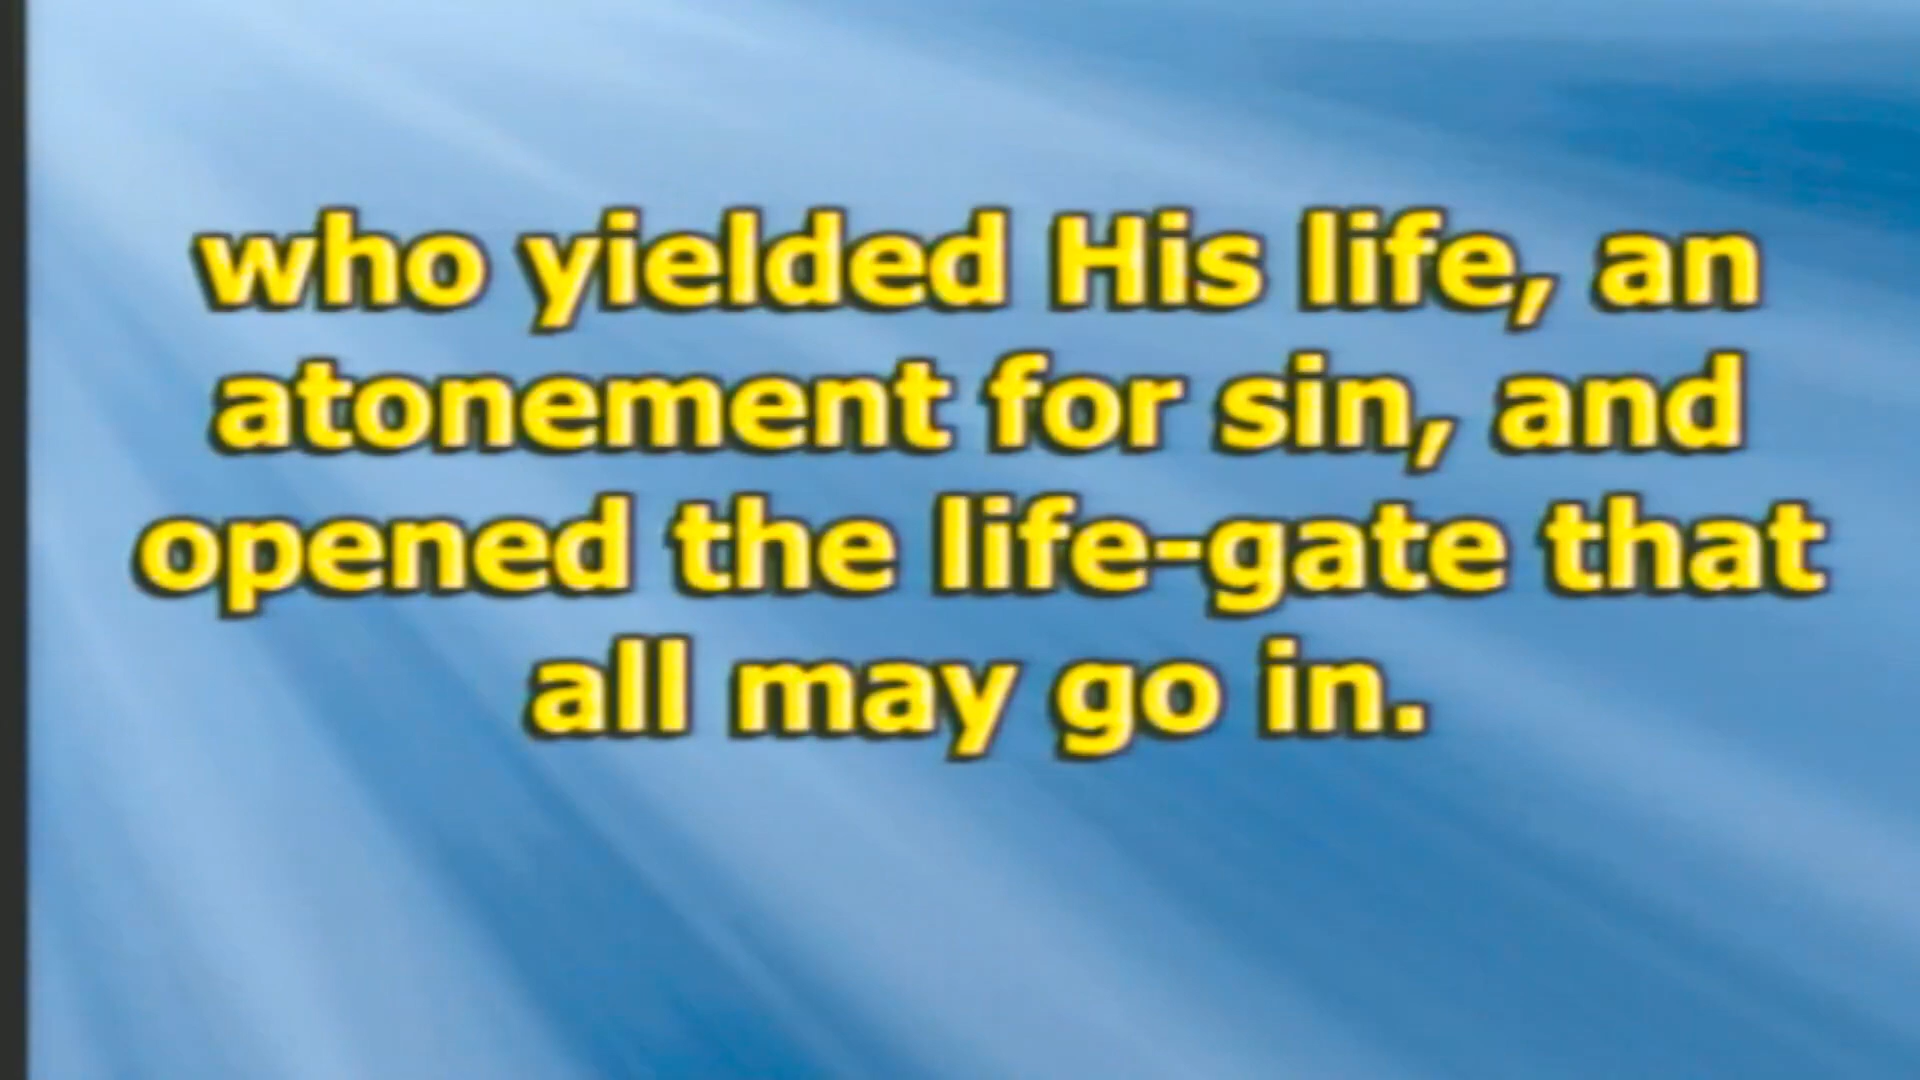 who yielded His life, an
atonement for sin, and
opened the life-gate that
all may go in.